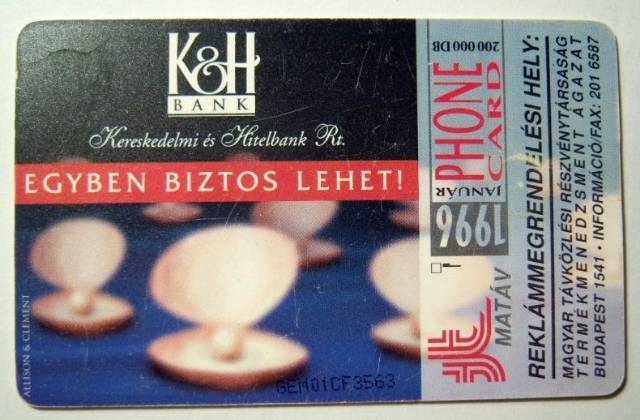 K&H
BANK
Kereskedelmi és Hitelbank Rt.
EGYBEN BIZTOS LEHET!
ALLISON & CLEMENT
GEM01CF3563
200 000 DB
PHONE
CARD
1996
JANUÁR
MATÁV
REKLÁMMEGRENDELÉSI HELY:
MAGYAR TÁVKÖZLÉSI RÉSZVÉNYTÁRSASÁG
TERMÉKMENEDZSMENT ÁGAZAT
BUDAPEST 1541 • INFORMÁCIÓ/FAX: 201 6587